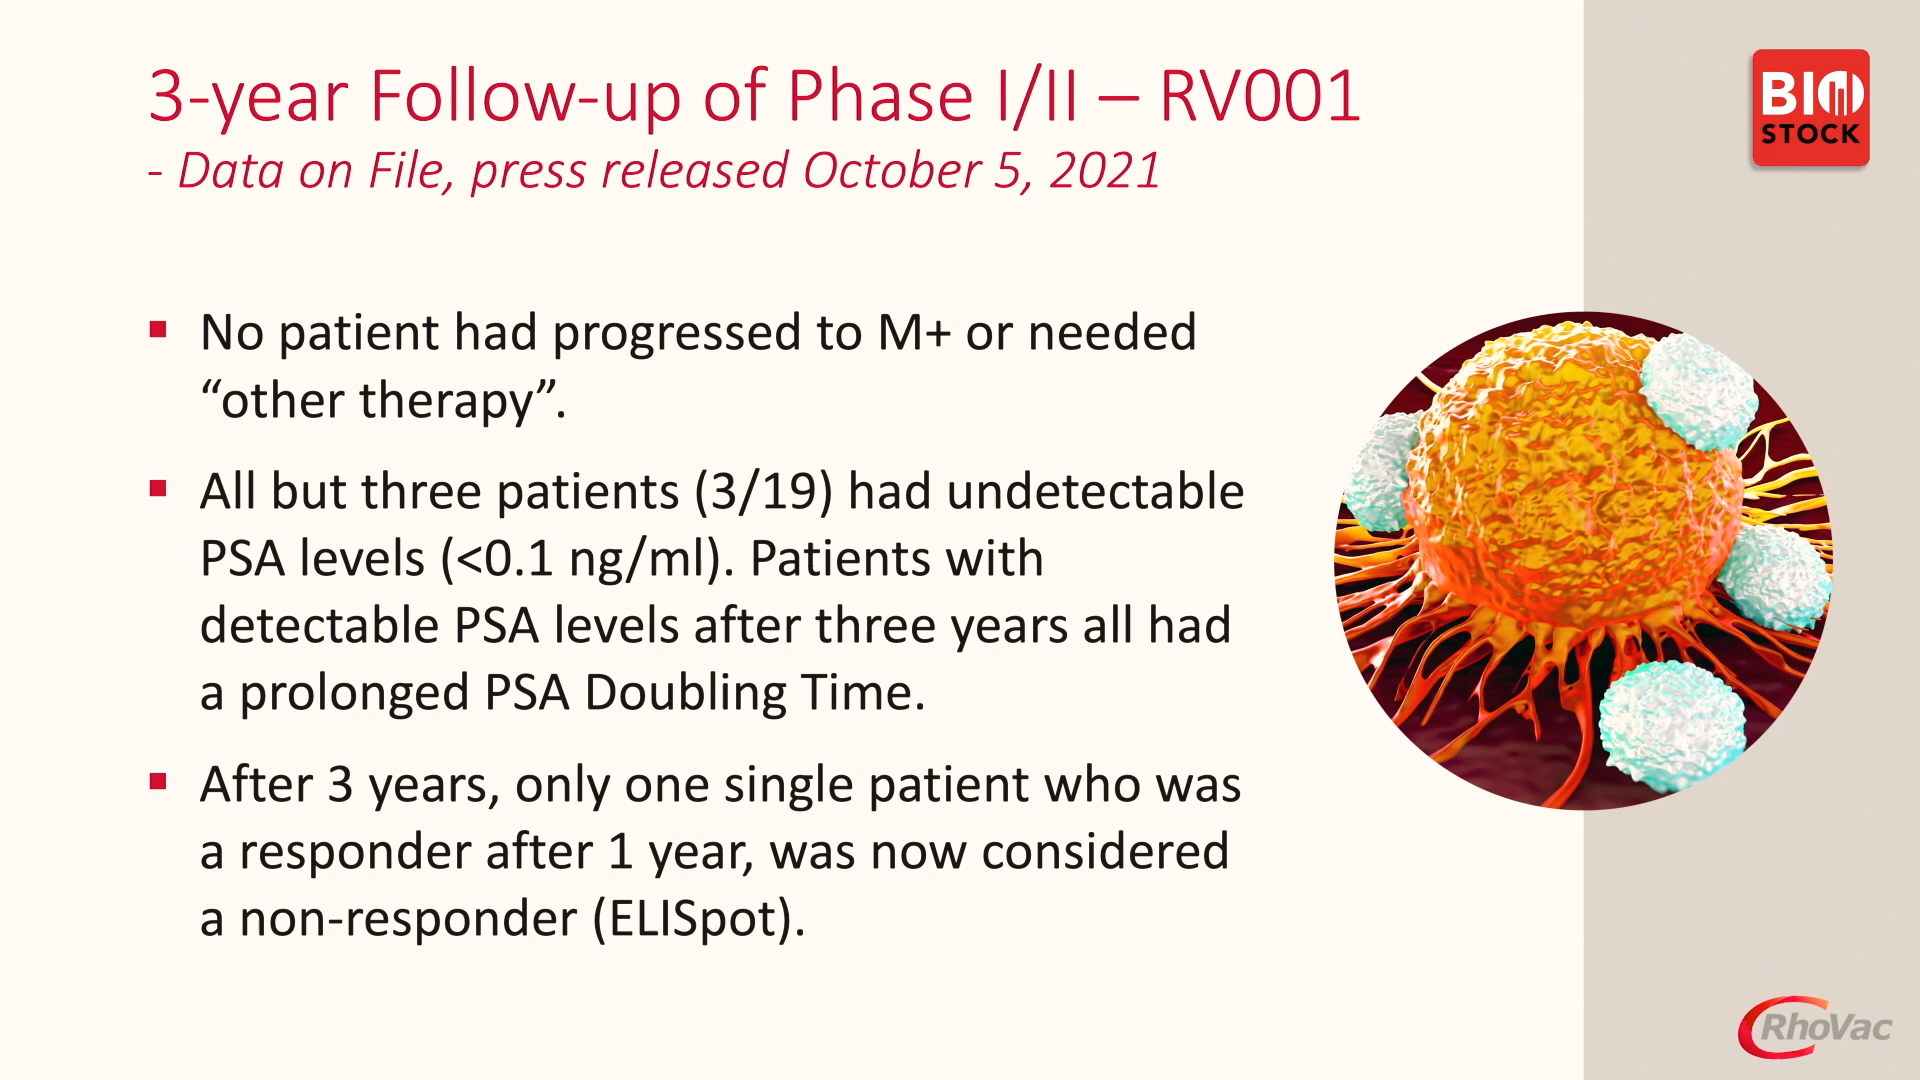 3-year Follow-up of Phase I/II – RV001
- Data on File, press released October 5, 2021
BIO
STOCK
▪ No patient had progressed to M+ or needed
“other therapy”.
▪ All but three patients (3/19) had undetectable
PSA levels (<0.1 ng/ml). Patients with
detectable PSA levels after three years all had
a prolonged PSA Doubling Time.
▪ After 3 years, only one single patient who was
a responder after 1 year, was now considered
a non-responder (ELISpot).
RhoVac